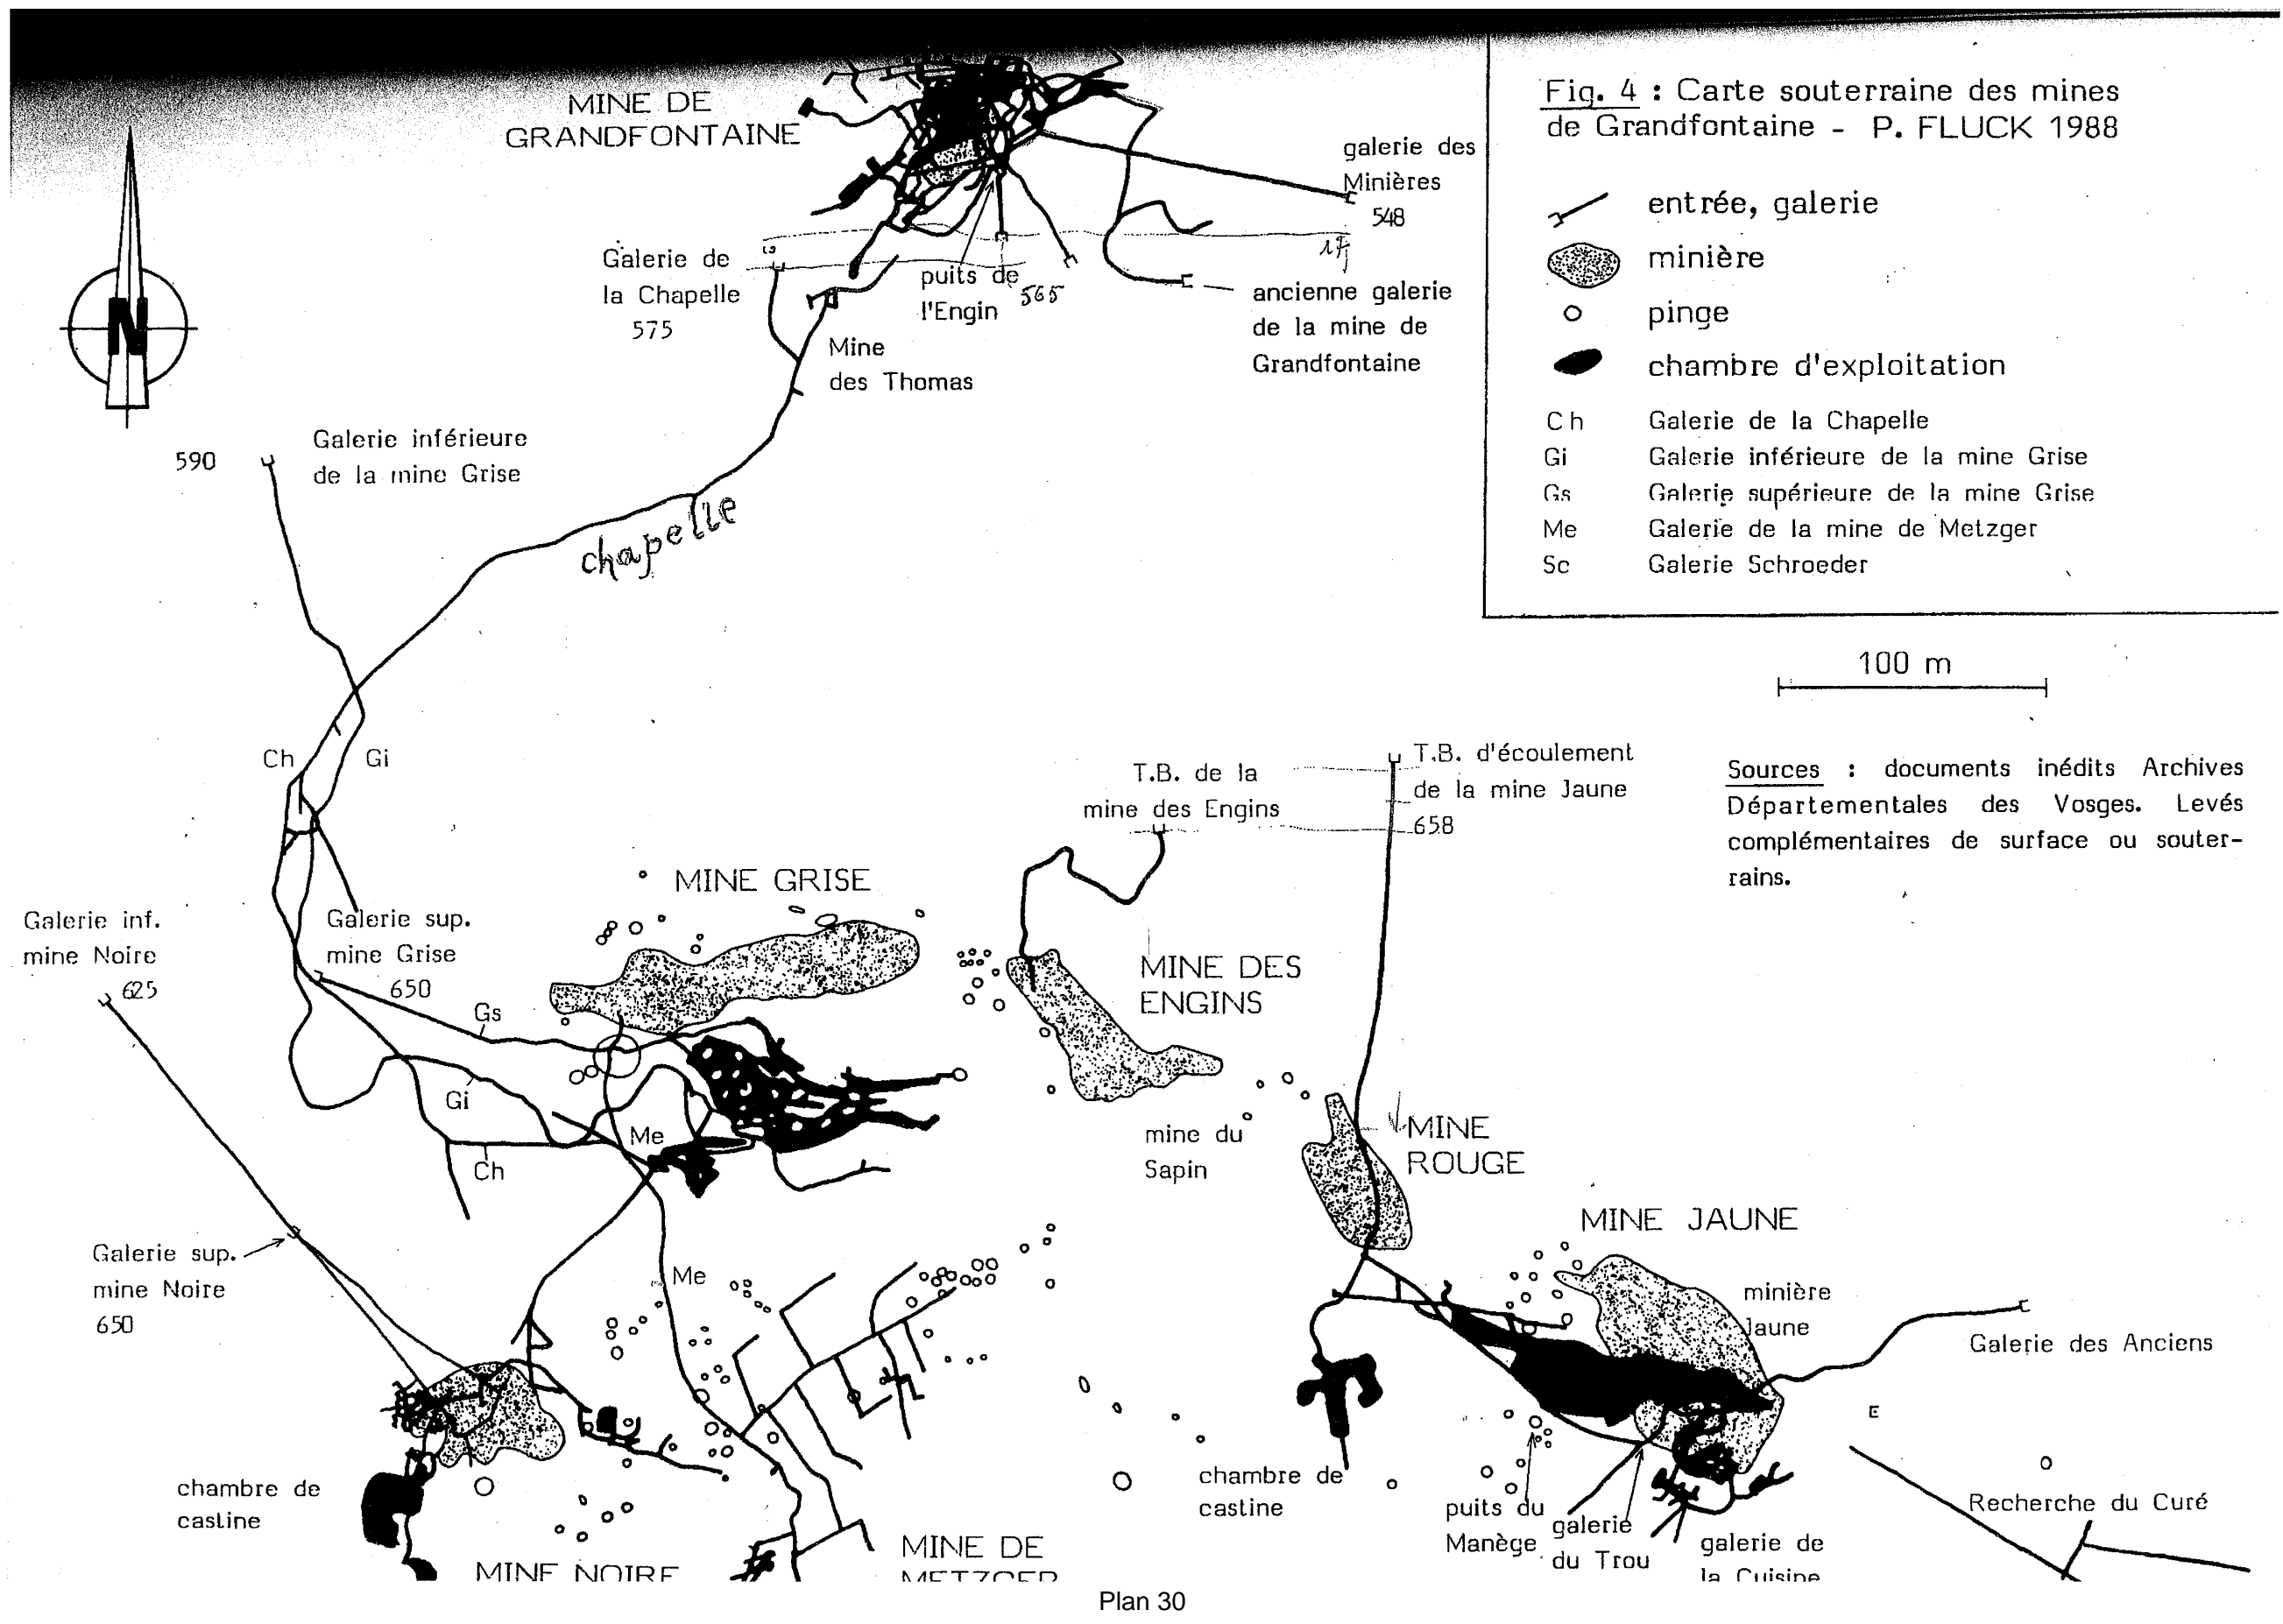 Fig. 4 : Carte souterraine des mines
de Grandfontaine - P. FLUCK 1988
entrée, galerie
minière
pinge
chambre d'exploitation
Ch Galerie de la Chapelle
Gi Galerie inférieure de la mine Grise
Gs Galerie supérieure de la mine Grise
Me Galerie de la mine de Metzger
Sc Galerie Schroeder
100 m
Sources : documents inédits Archives
Départementales des Vosges. Levés
complémentaires de surface ou souter-
rains.
MINE DE
GRANDFONTAINE
N
galerie des
Minières
548
17
Galerie de
la Chapelle
575
puits de
l'Engin 565
ancienne galerie
de la mine de
Grandfontaine
Mine
des Thomas
590
Galerie inférieure
de la mine Grise
chapelle
Ch
Gi
T.B. de la
mine des Engins
T.B. d'écoulement
de la mine Jaune
658
MINE GRISE
Galerie inf.
mine Noire
625
Galerie sup.
mine Grise
650
Gs
MINE DES
ENGINS
Gi
Me
Ch
mine du
Sapin
MINE
ROUGE
MINE JAUNE
Galerie sup.
mine Noire
650
Me
minière
Jaune
Galerie des Anciens
E
chambre de
castine
chambre de
castine
puits du
Manège
galerie
du Trou
galerie de
la Cuisine
Recherche du Curé
MINE NOIRE
MINE DE
METZGER
Plan 30